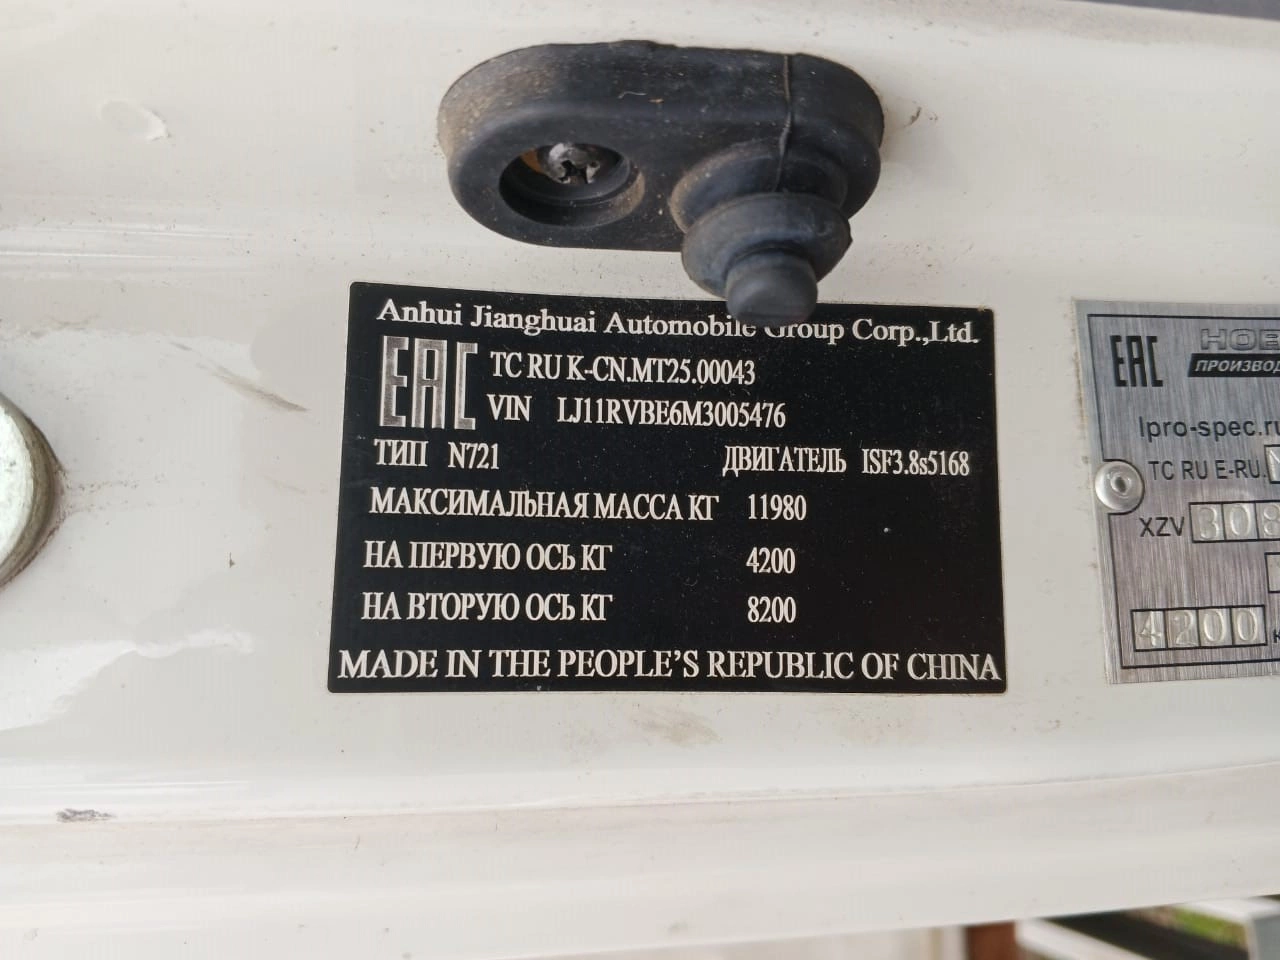 Anhui Jianghuai Automobile Group Corp.,Ltd.
EAC
TC RU K-CN.MT25.00043
VIN LJ11RVBE6M3005476
ТИП N721 ДВИГАТЕЛЬ ISF3.8s5168
МАКСИМАЛЬНАЯ МАССА КГ 11980
НА ПЕРВУЮ ОСЬ КГ 4200
НА ВТОРУЮ ОСЬ КГ 8200
MADE IN THE PEOPLE'S REPUBLIC OF CHINA
EAC
lpro-spec.ru
TC RU E-RU.
XZV 308
4200